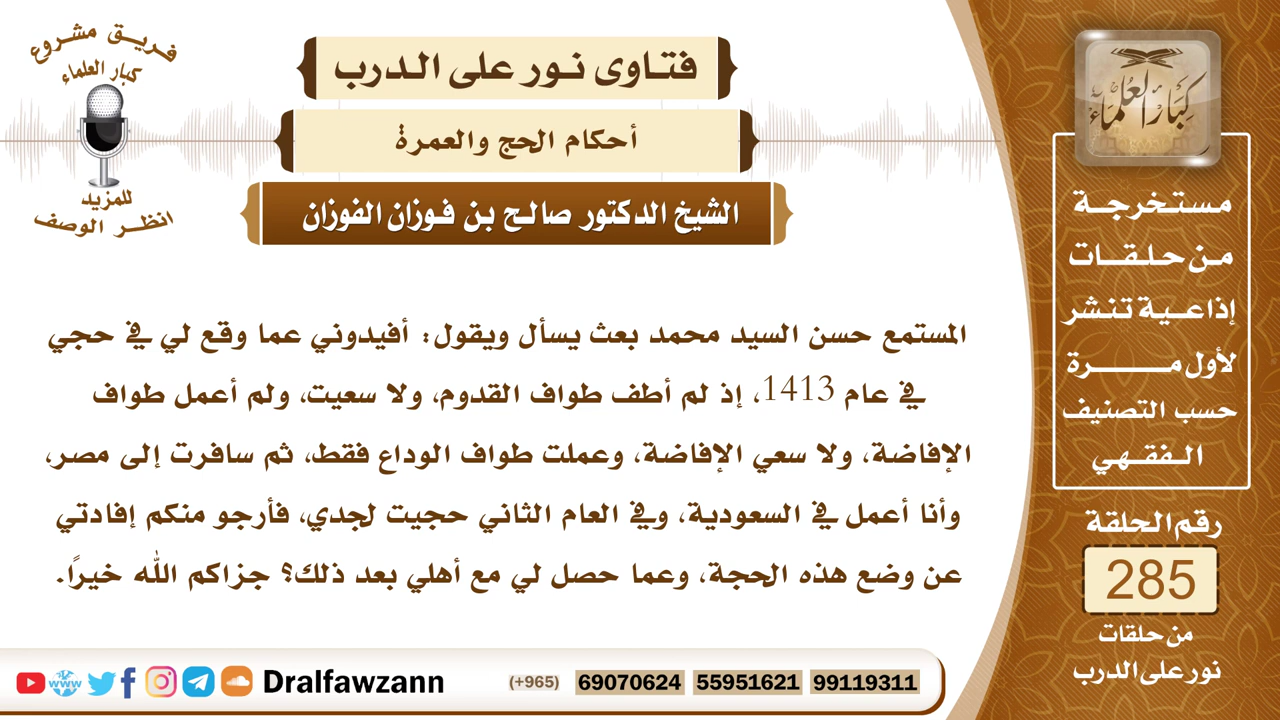 فريق مشروع
كبار العلماء
للمزيد
انظر الوصف
فتاوى نور على الدرب
أحكام الحج والعمرة
الشيخ الدكتور صالح بن فوزان الفوزان
المستمع حسن السيد محمد بعث يسأل ويقول: أفيدوني عما وقع لي في حجي
في عام 1413، إذ لم أطف طواف القدوم، ولا سعيت، ولم أعمل طواف
الإفاضة، ولا سعي الإفاضة، وعملت طواف الوداع فقط، ثم سافرت إلى مصر،
وأنا أعمل في السعودية، وفي العام الثاني حجيت لجدي، فأرجو منكم إفادتي
عن وضع هذه الحجة، وعما حصل لي مع أهلي بعد ذلك؟ جزاكم الله خيرًا.
كبار العلماء
مستخرجة
من حلقات
إذاعية تنشر
لأول مرة
حسب التصنيف
الفقهي
رقم الحلقة
285
من حلقات
نور على الدرب
www
Dralfawzann
(+965) 69070624 55951621 99119311